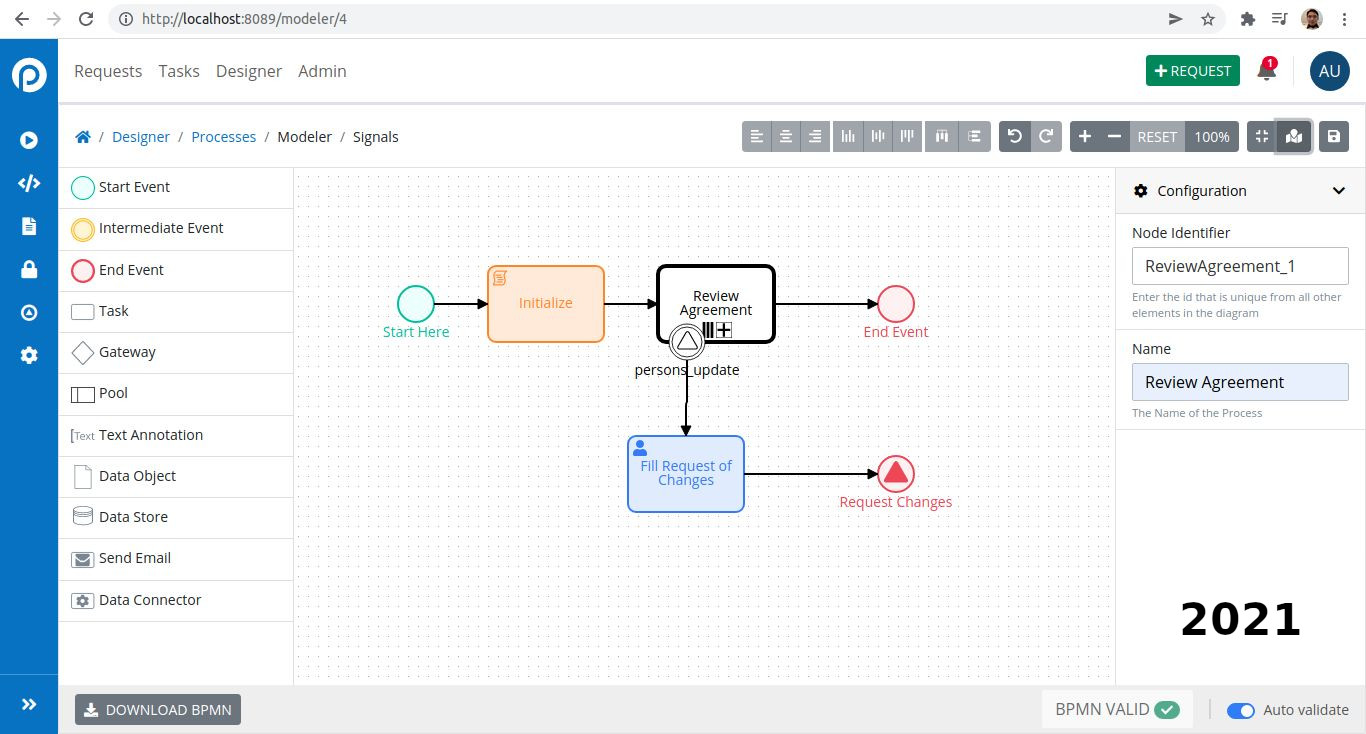 http://localhost:8089/modeler/4
Requests Tasks Designer Admin
+ REQUEST 1 AU
/ Designer / Processes / Modeler / Signals
RESET 100%
Start Event
Intermediate Event
End Event
Task
Gateway
Pool
[Text Text Annotation
Data Object
Data Store
Send Email
Data Connector
Start Here
Initialize
Review
Agreement
End Event
persons_update
Fill Request of
Changes
Request Changes
Configuration
Node Identifier
ReviewAgreement_1
Enter the id that is unique from all other
elements in the diagram
Name
Review Agreement
The Name of the Process
2021
DOWNLOAD BPMN
BPMN VALID
Auto validate